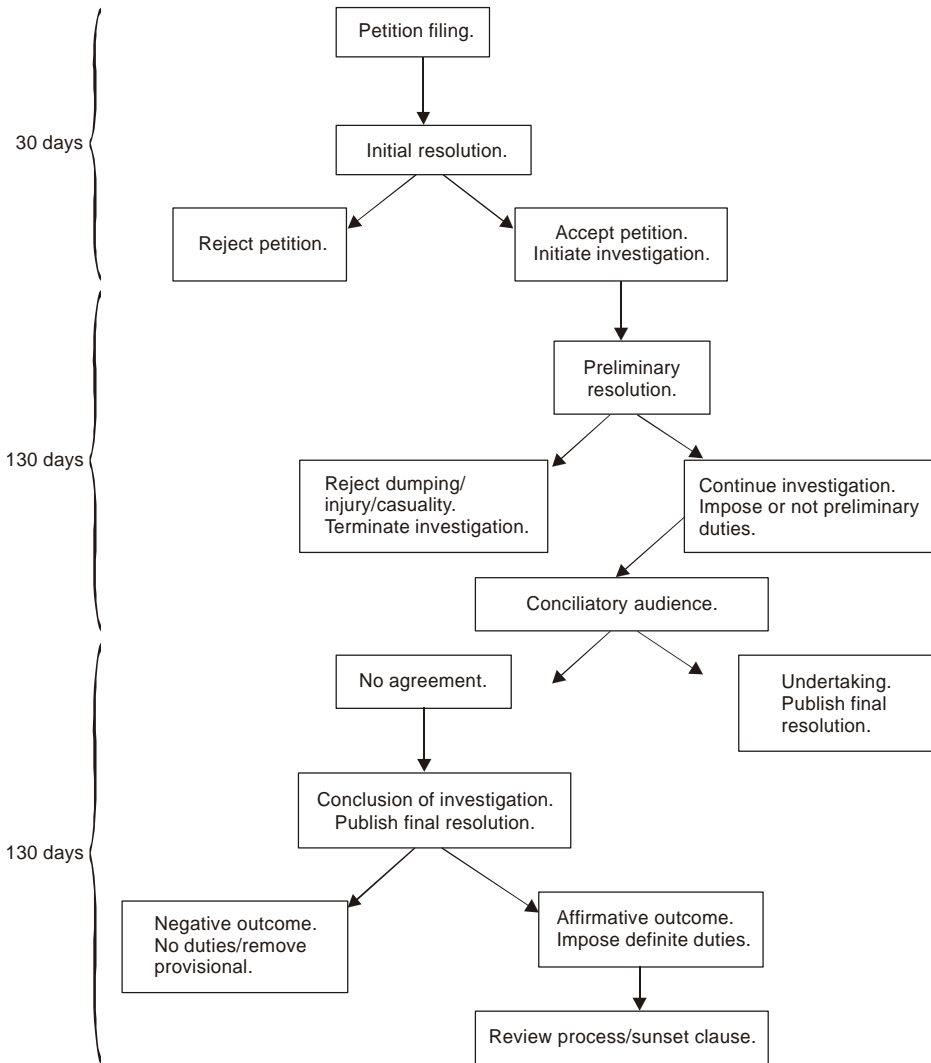 Petition filing.
30 days
Initial resolution.
Reject petition.
Accept petition.
Initiate investigation.
Preliminary
resolution.
130 days
Reject dumping/
injury/casuality.
Terminate investigation.
Continue investigation.
Impose or not preliminary
duties.
Conciliatory audience.
No agreement.
Undertaking.
Publish final
resolution.
Conclusion of investigation.
Publish final resolution.
130 days
Negative outcome.
No duties/remove
provisional.
Affirmative outcome.
Impose definite duties.
Review process/sunset clause.